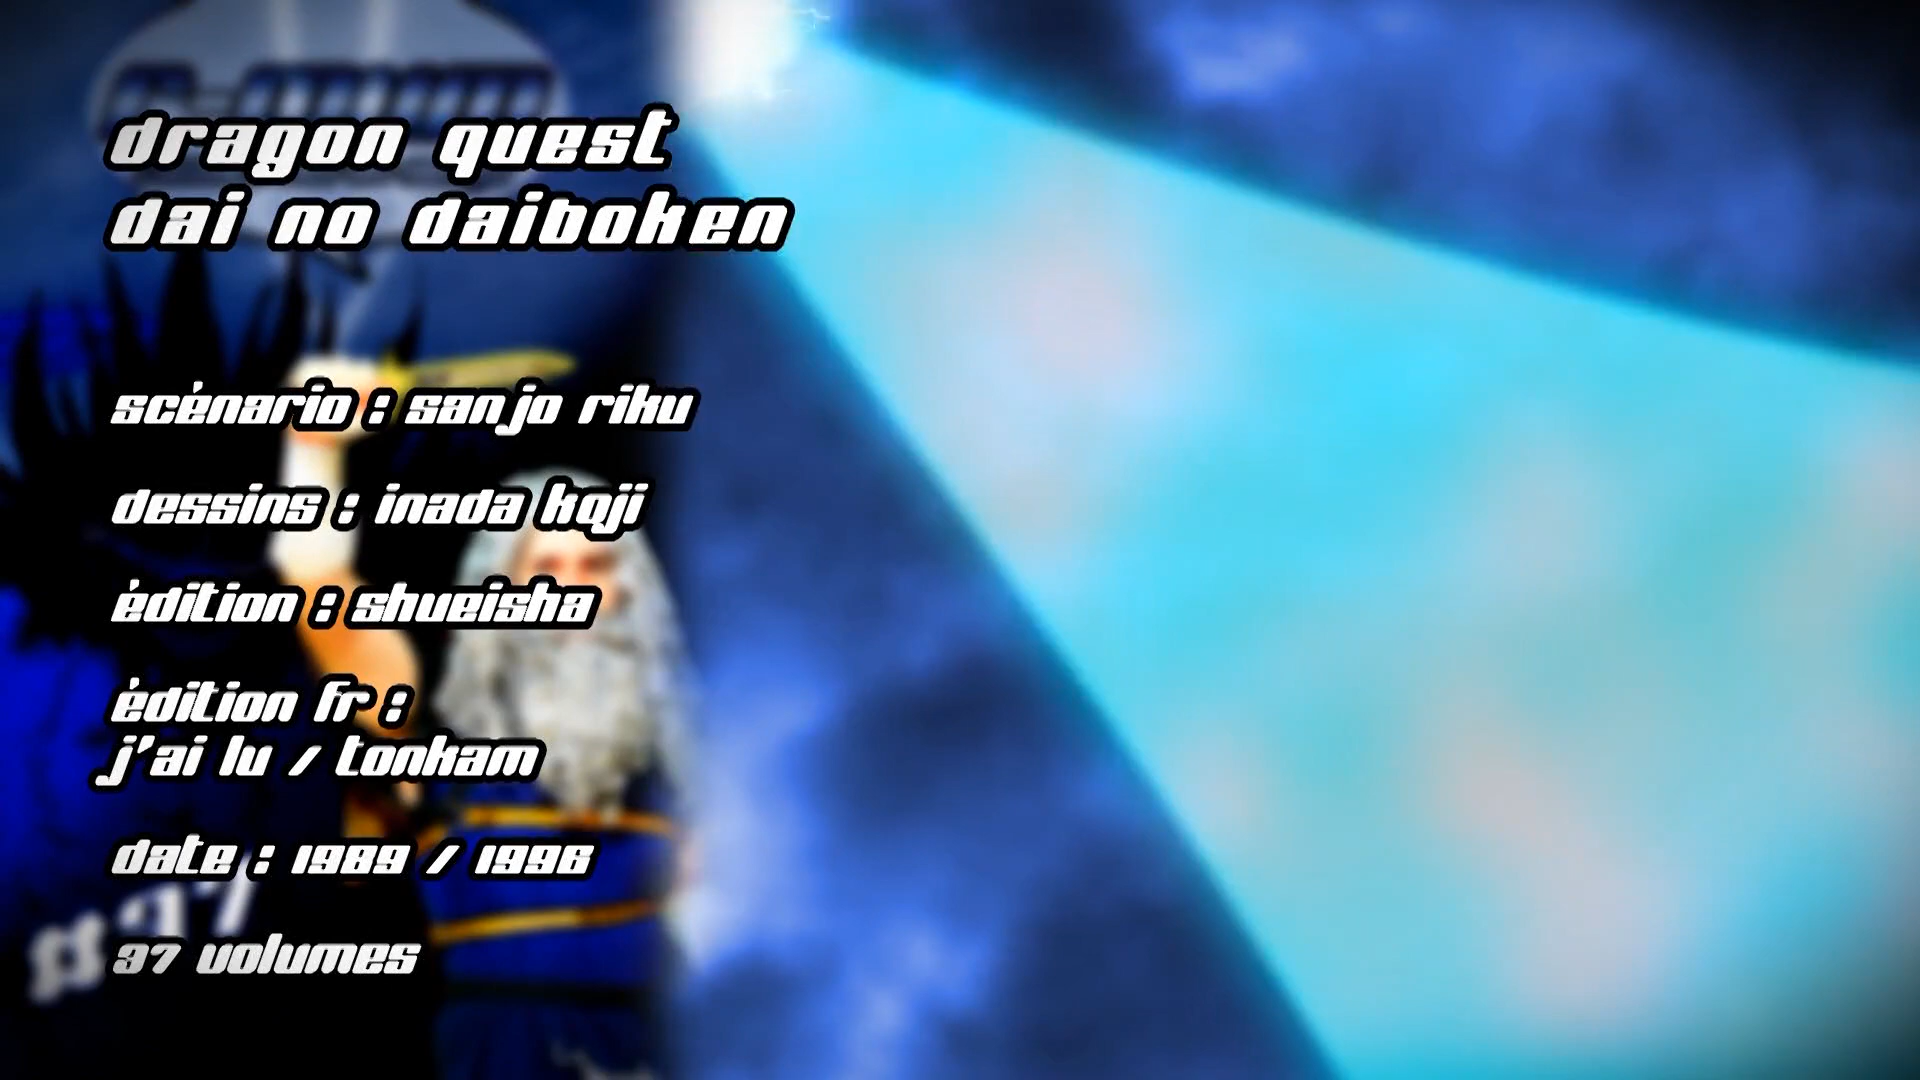 dragon quest
dai no daiboken
scénario : sanjo riku
dessins : inada koji
édition : shueisha
édition fr :
j'ai lu / tonkam
date : 1989 / 1996
37 volumes